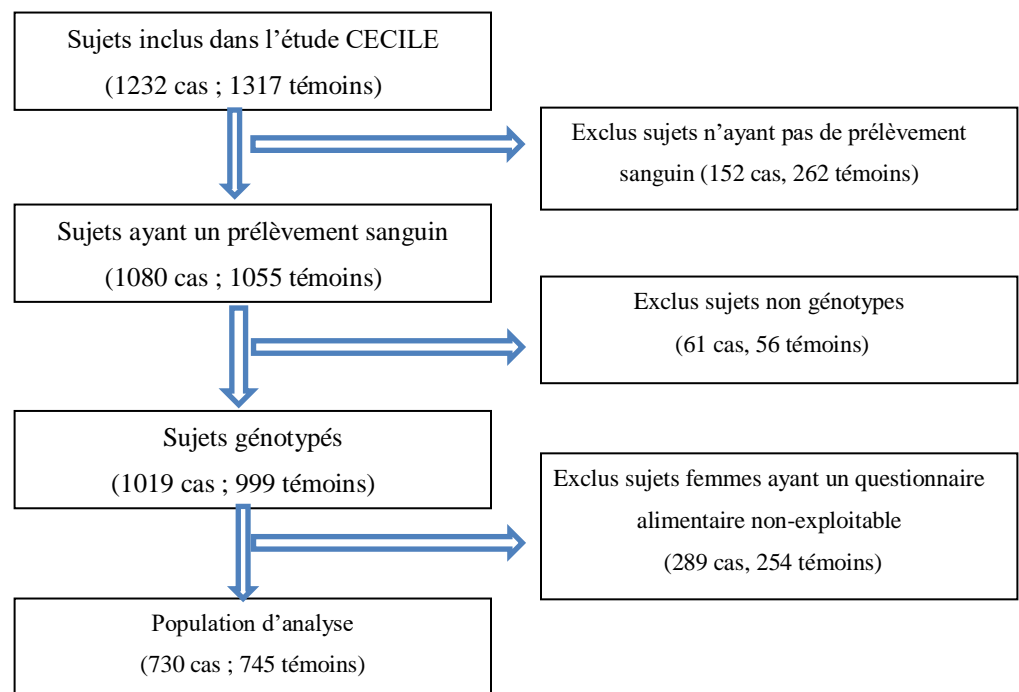 Sujets inclus dans l’étude CECILE
(1232 cas ; 1317 témoins)
Exclus sujets n’ayant pas de prélèvement
sanguin (152 cas, 262 témoins)
Sujets ayant un prélèvement sanguin
(1080 cas ; 1055 témoins)
Exclus sujets non génotypes
(61 cas, 56 témoins)
Sujets génotypés
(1019 cas ; 999 témoins)
Exclus sujets femmes ayant un questionnaire
alimentaire non-exploitable
(289 cas, 254 témoins)
Population d’analyse
(730 cas ; 745 témoins)